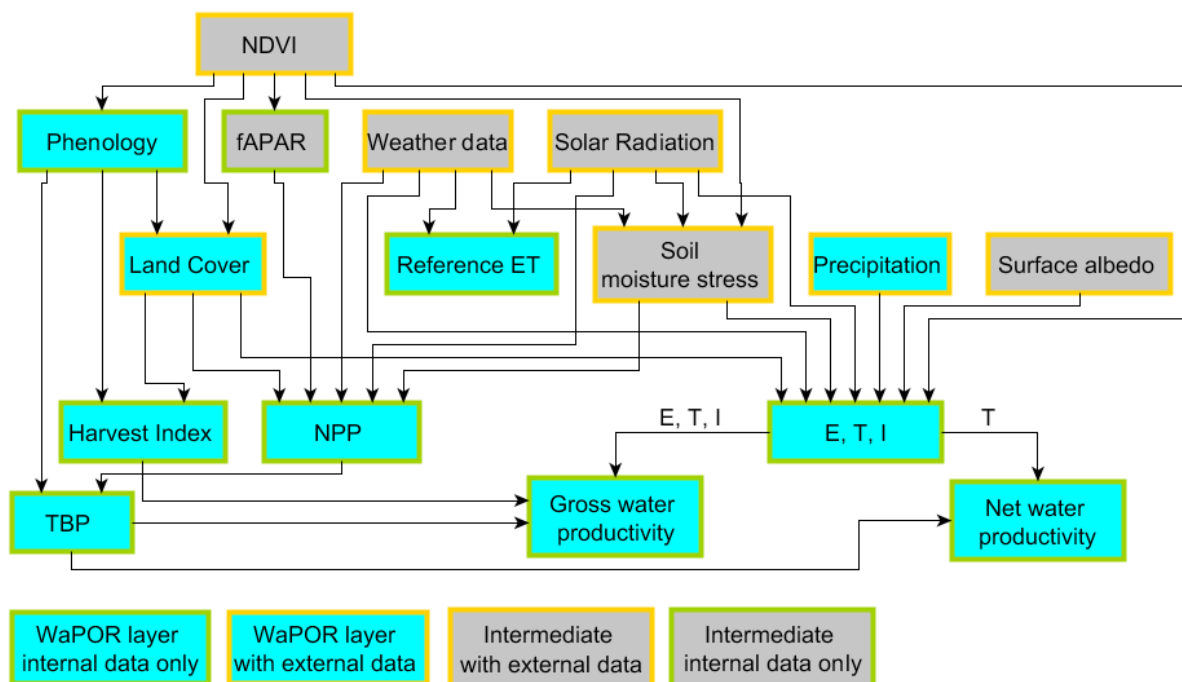 NDVI
Phenology
fAPAR
Weather data
Solar Radiation
Land Cover
Reference ET
Soil
moisture stress
Precipitation
Surface albedo
Harvest Index
NPP
E, T, I
E, T, I
T
TBP
Gross water
productivity
Net water
productivity
WaPOR layer
internal data only
WaPOR layer
with external data
Intermediate
with external data
Intermediate
internal data only